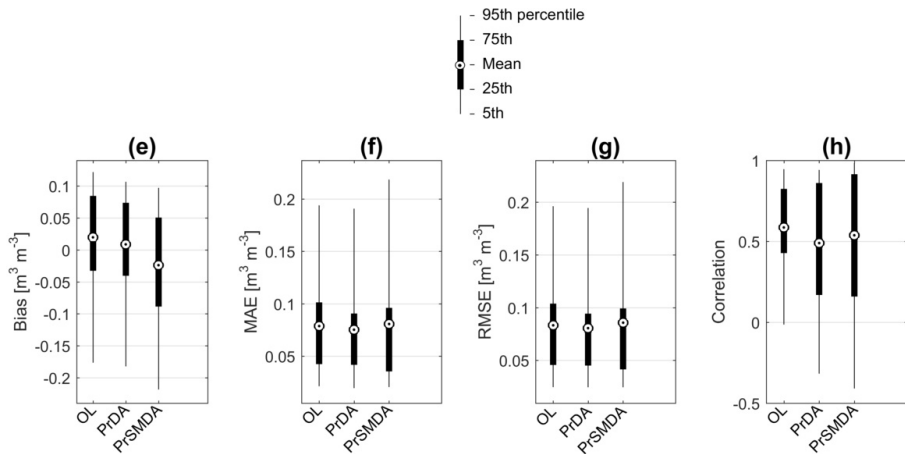 95th percentile
75th
Mean
25th
5th
(e)
Bias [m³ m⁻³]
0.1
0.05
0
-0.05
-0.1
-0.15
-0.2
OL
PrDA
PrSMDA
(f)
MAE [m³ m⁻³]
0.2
0.15
0.1
0.05
OL
PrDA
PrSMDA
(g)
RMSE [m³ m⁻³]
0.2
0.15
0.1
0.05
OL
PrDA
PrSMDA
(h)
Correlation
1
0.5
0
-0.5
OL
PrDA
PrSMDA